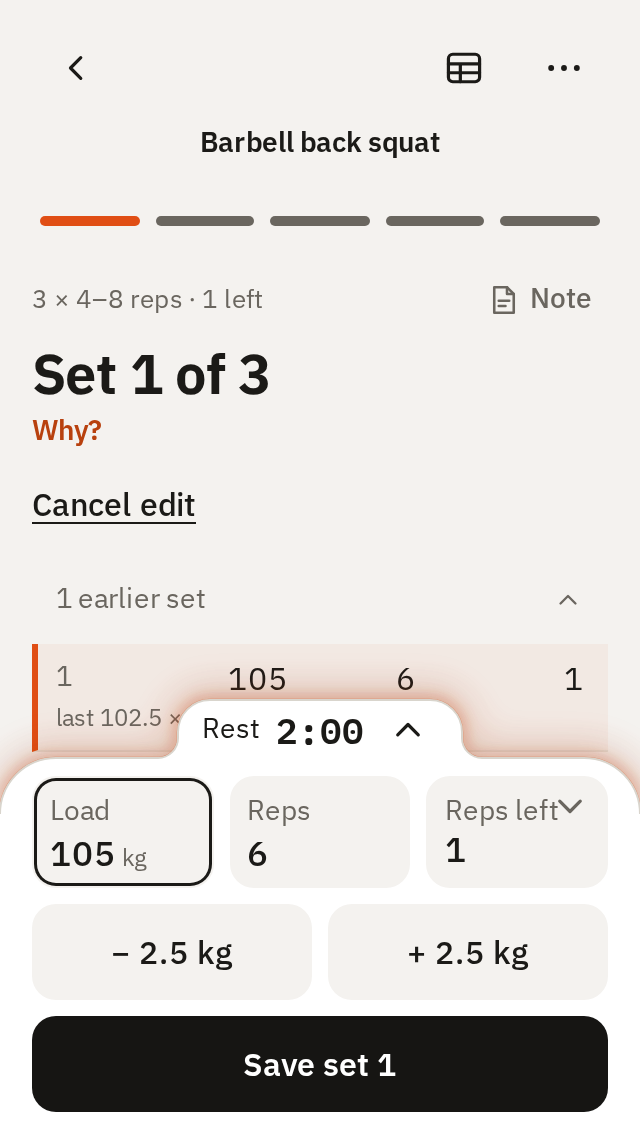 Barbell back squat
3 × 4–8 reps · 1 left
Note
Set 1 of 3
Why?
Cancel edit
1 earlier set
1 105 6 1
last 102.5 ×
Rest 2:00
Load
105 kg
Reps
6
Reps left
1
− 2.5 kg
+ 2.5 kg
Save set 1